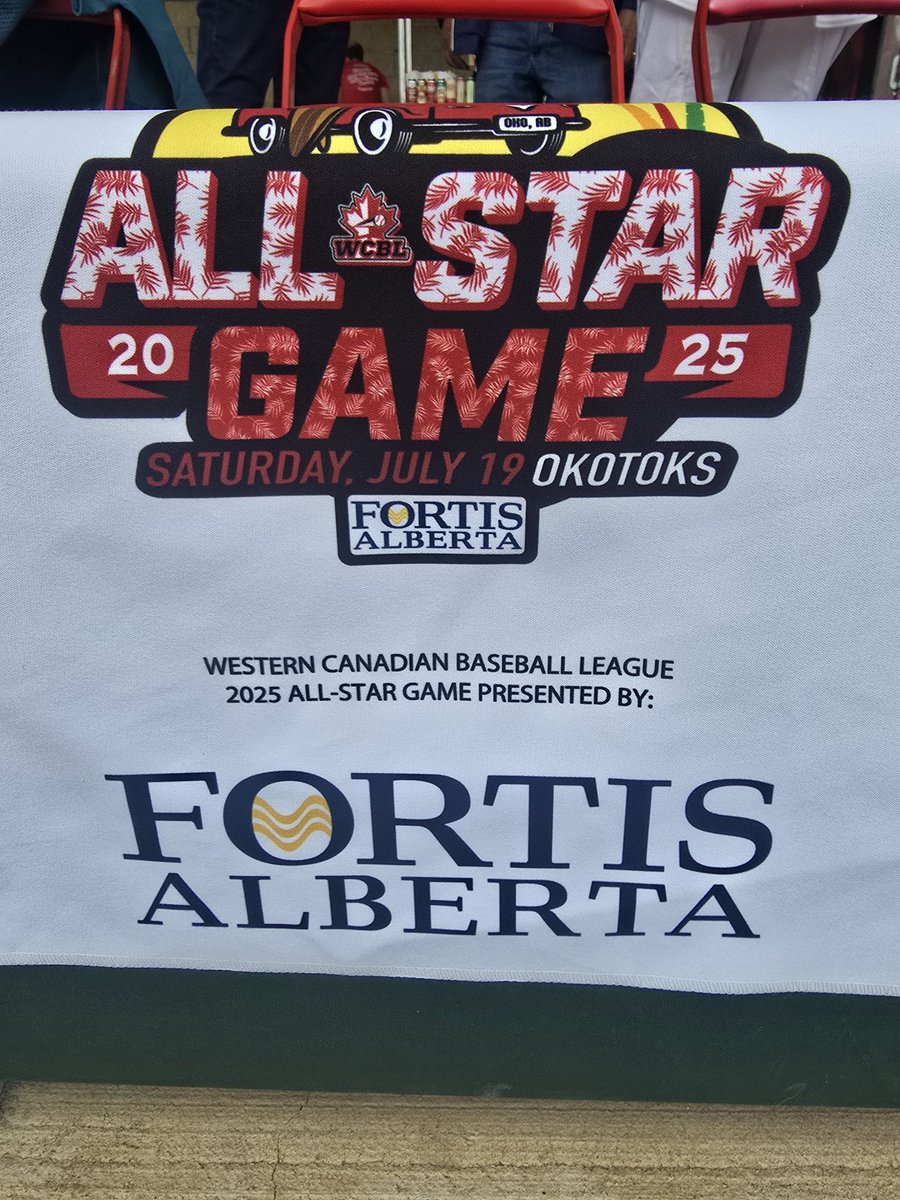 OKO, AB
ALL STAR
WCBL
20 GAME 25
SATURDAY, JULY 19 OKOTOKS
FORTIS
ALBERTA
WESTERN CANADIAN BASEBALL LEAGUE
2025 ALL-STAR GAME PRESENTED BY:
FORTIS
ALBERTA